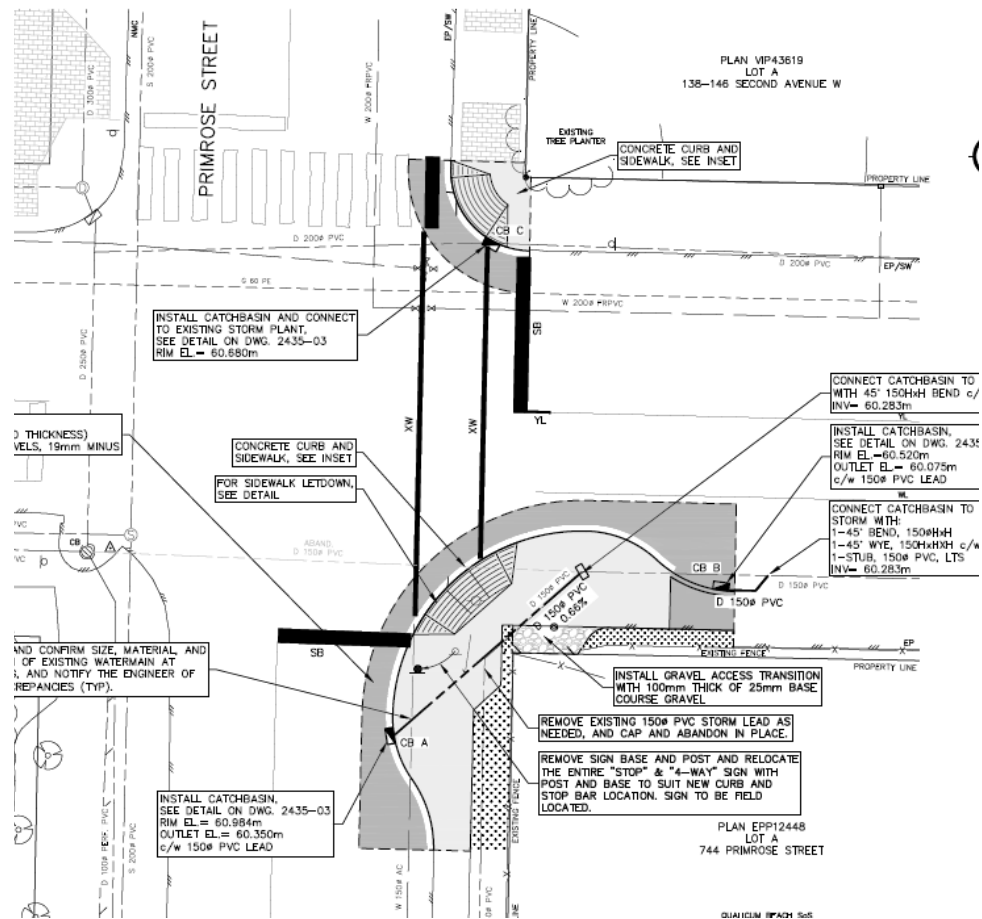 PRIMROSE STREET
NMC
D 300ø PVC
S 200ø PVC
W 200ø FRPVC
EP/SW
PROPERTY LINE
PLAN VIP43619
LOT A
138-146 SECOND AVENUE W
EXISTING
TREE PLANTER
CONCRETE CURB AND
SIDEWALK, SEE INSET
PROPERTY LINE
CB C
D 200ø PVC
D 200ø PVC
EP/SW
G 60 PE
W 200ø FRPVC
INSTALL CATCHBASIN AND CONNECT
TO EXISTING STORM PLANT,
SEE DETAIL ON DWG. 2435-03
RIM EL.- 60.680m
D 250ø PVC
SB
XW
XW
YL
YL
CONNECT CATCHBASIN TO
WITH 45° 150HxH BEND c/
INV- 60.283m
THICKNESS)
VELS, 19mm MINUS
CONCRETE CURB AND
SIDEWALK, SEE INSET
INSTALL CATCHBASIN,
SEE DETAIL ON DWG. 2435
RIM EL.-60.520m
OUTLET EL.- 60.075m
c/w 150ø PVC LEAD
FOR SIDEWALK LETDOWN,
SEE DETAIL
WL
CONNECT CATCHBASIN TO
STORM WITH:
1-45° BEND, 150øHxH
1-45° WYE, 150HxHXH c/w
1-STUB, 150ø PVC, LTS
INV- 60.283m
PVC
S
CB
ABAND.
D 150ø PVC
CB B
D 150ø PVC
D 150ø PVC
D 150ø PVC
D 150ø PVC
@ 0.66%
SB
AND CONFIRM SIZE, MATERIAL, AND
OF EXISTING WATERMAIN AT
AND NOTIFY THE ENGINEER OF
REPANCIES (TYP).
EP
EXISTING FENCE
PROPERTY LINE
INSTALL GRAVEL ACCESS TRANSITION
WITH 100mm THICK OF 25mm BASE
COURSE GRAVEL
REMOVE EXISTING 150ø PVC STORM LEAD AS
NEEDED, AND CAP AND ABANDON IN PLACE.
CB A
REMOVE SIGN BASE AND POST AND RELOCATE
THE ENTIRE "STOP" & "4-WAY" SIGN WITH
POST AND BASE TO SUIT NEW CURB AND
STOP BAR LOCATION. SIGN TO BE FIELD
LOCATED.
INSTALL CATCHBASIN,
SEE DETAIL ON DWG. 2435-03
RIM EL.= 60.984m
OUTLET EL.= 60.350m
c/w 150ø PVC LEAD
EXISTING FENCE
PLAN EPP12448
LOT A
744 PRIMROSE STREET
D 100ø PERF. PVC
S 200ø PVC
W 150ø AC
0ø PVC
LINE
QUALICUM BEACH SoS